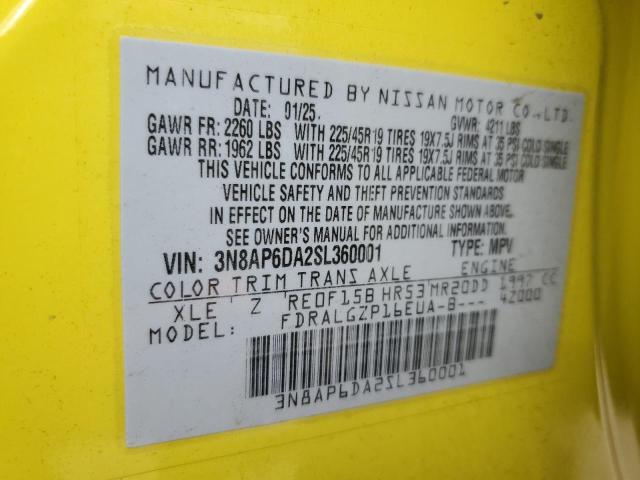 MANUFACTURED BY NISSAN MOTOR CO.,LTD.
DATE: 01/25. GVWR: 4211 LBS
GAWR FR: 2260 LBS WITH 225/45R19 TIRES 19X7.5J RIMS AT 35 PSI COLD SINGLE
GAWR RR: 1962 LBS WITH 225/45R19 TIRES 19X7.5J RIMS AT 35 PSI COLD SINGLE
THIS VEHICLE CONFORMS TO ALL APPLICABLE FEDERAL MOTOR
VEHICLE SAFETY AND THEFT PREVENTION STANDARDS
IN EFFECT ON THE DATE OF MANUFACTURE SHOWN ABOVE.
SEE OWNER'S MANUAL FOR ADDITIONAL INFORMATION.
VIN: 3N8AP6DA2SL360001 TYPE: MPV
COLOR TRIM TRANS AXLE ENGINE
XLE Z RE0F15B HR53 MR20DD 1997 CC
MODEL: FDRALGZP16EUA-B--- 42000
3N8AP6DA2SL360001